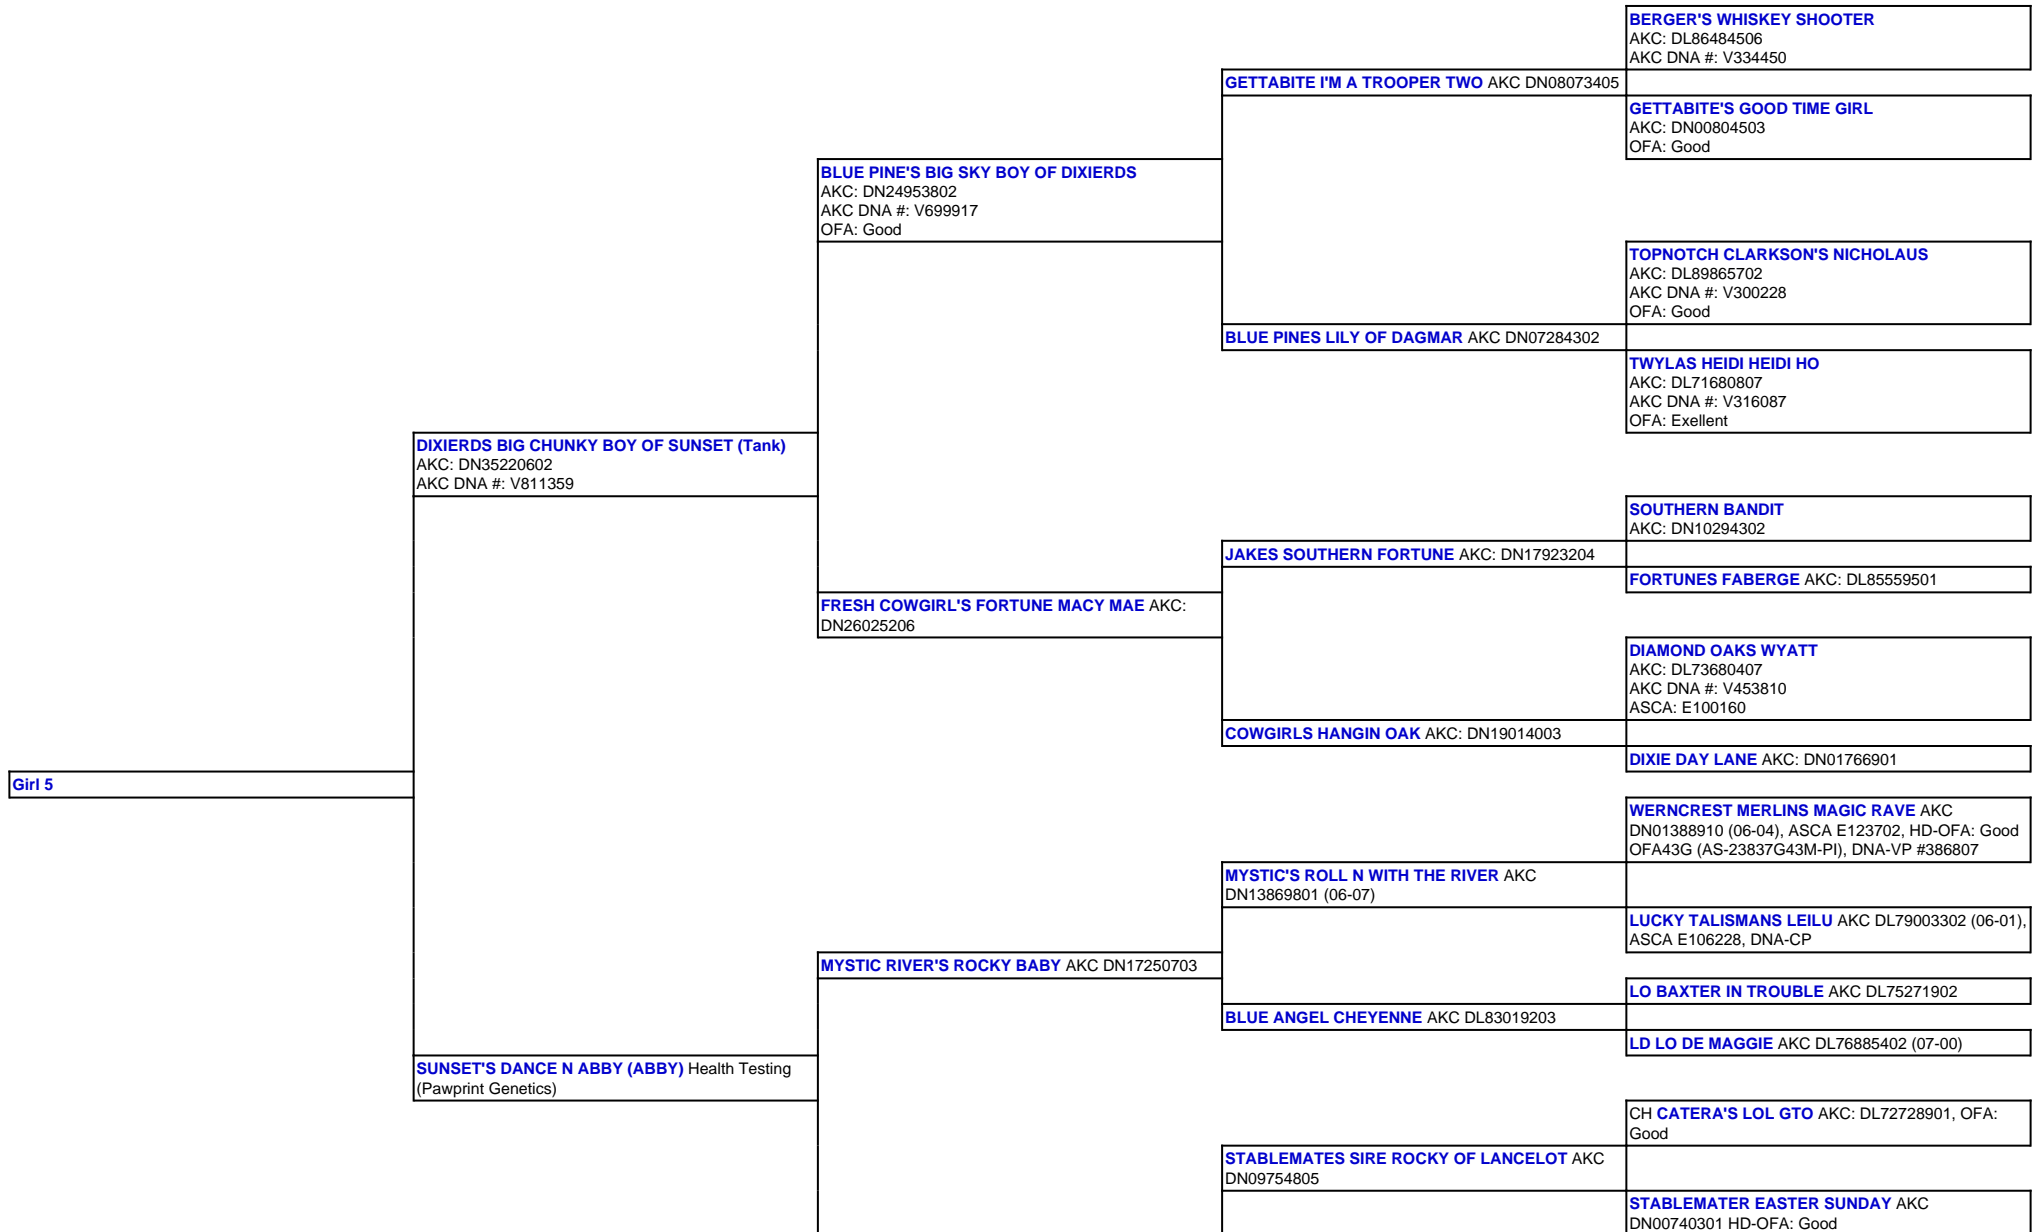 BERGER'S WHISKEY SHOOTER
AKC: DL86484506
AKC DNA #: V334450
GETTABITE I'M A TROOPER TWO AKC DN08073405
GETTABITE'S GOOD TIME GIRL
AKC: DN00804503
OFA: Good
BLUE PINE'S BIG SKY BOY OF DIXIERDS
AKC: DN24953802
AKC DNA #: V699917
OFA: Good
TOPNOTCH CLARKSON'S NICHOLAUS
AKC: DL89865702
AKC DNA #: V300228
OFA: Good
BLUE PINES LILY OF DAGMAR AKC DN07284302
TWYLAS HEIDI HEIDI HO
AKC: DL71680807
AKC DNA #: V316087
OFA: Exellent
DIXIERDS BIG CHUNKY BOY OF SUNSET (Tank)
AKC: DN35220602
AKC DNA #: V811359
SOUTHERN BANDIT
AKC: DN10294302
JAKES SOUTHERN FORTUNE AKC: DN17923204
FORTUNES FABERGE AKC: DL85559501
FRESH COWGIRL'S FORTUNE MACY MAE AKC:
DN26025206
DIAMOND OAKS WYATT
AKC: DL73680407
AKC DNA #: V453810
ASCA: E100160
COWGIRLS HANGIN OAK AKC: DN19014003
DIXIE DAY LANE AKC: DN01766901
Girl 5
WERNCREST MERLINS MAGIC RAVE AKC
DN01388910 (06-04), ASCA E123702, HD-OFA: Good
OFA43G (AS-23837G43M-PI), DNA-VP #386807
MYSTIC'S ROLL N WITH THE RIVER AKC
DN13869801 (06-07)
LUCKY TALISMANS LEILU AKC DL79003302 (06-01),
ASCA E106228, DNA-CP
MYSTIC RIVER'S ROCKY BABY AKC DN17250703
LO BAXTER IN TROUBLE AKC DL75271902
BLUE ANGEL CHEYENNE AKC DL83019203
LD LO DE MAGGIE AKC DL76885402 (07-00)
SUNSET'S DANCE N ABBY (ABBY) Health Testing
(Pawprint Genetics)
CH CATERA'S LOL GTO AKC: DL72728901, OFA:
Good
STABLEMATES SIRE ROCKY OF LANCELOT AKC
DN09754805
STABLEMATER EASTER SUNDAY AKC
DN00740301 HD-OFA: Good